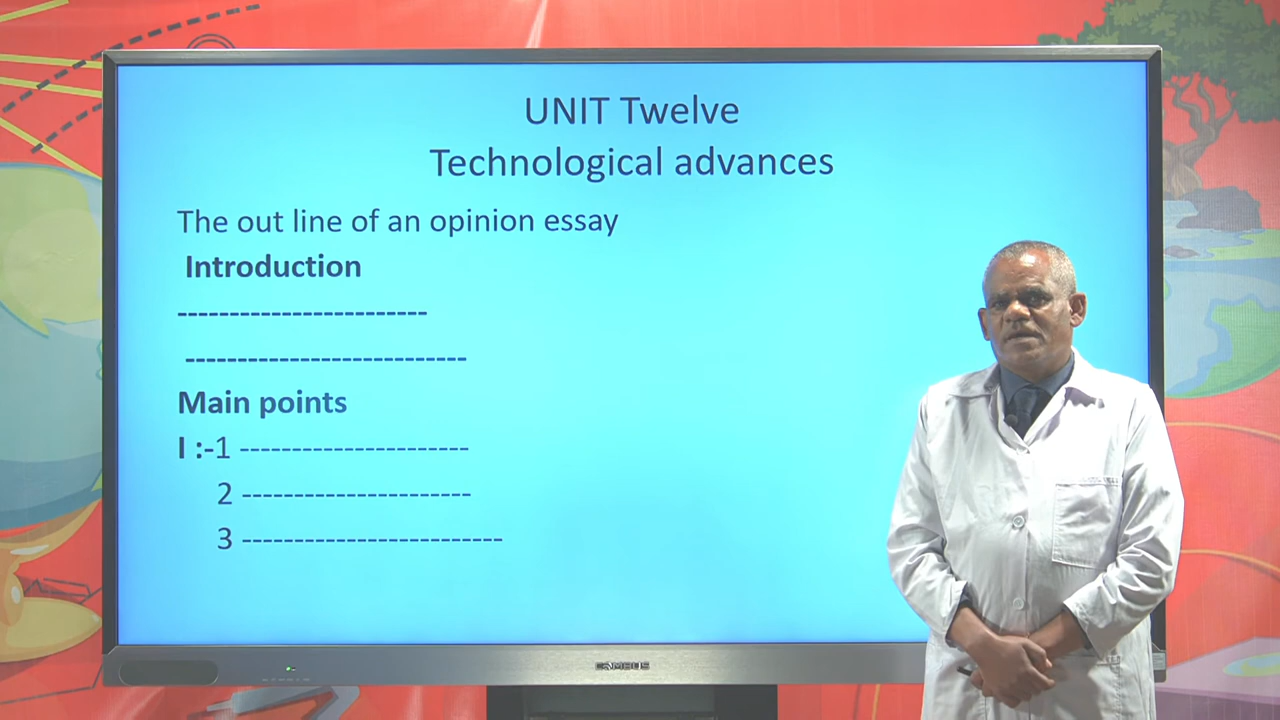 UNIT Twelve
Technological advances
The out line of an opinion essay
Introduction
------------------------
---------------------------
Main points
I :-1 ----------------------
2 ----------------------
3 -------------------------